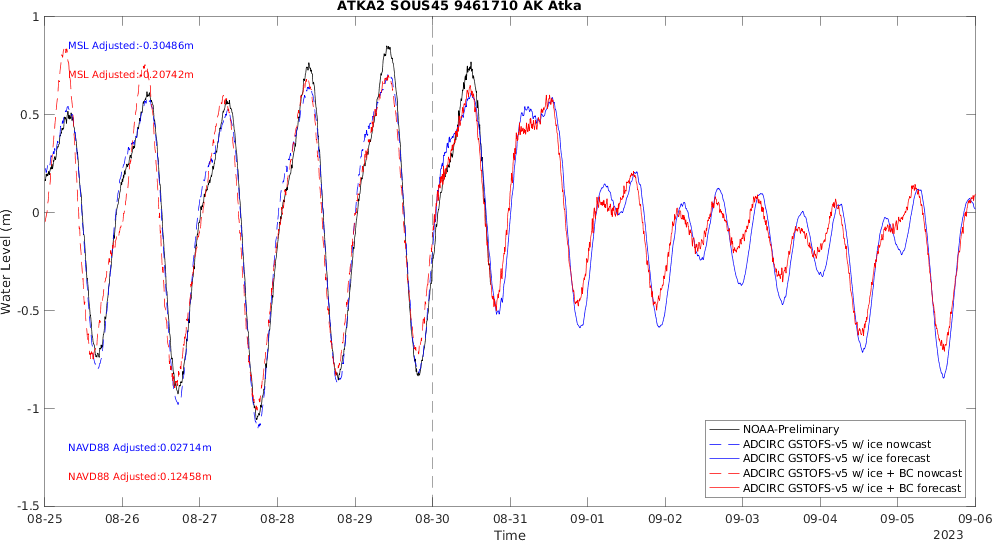 ATKA2 SOUS45 9461710 AK Atka
1
0.5
0
-0.5
-1
-1.5
Water Level (m)
MSL Adjusted:-0.30486m
MSL Adjusted:-0.20742m
NAVD88 Adjusted:0.02714m
NAVD88 Adjusted:0.12458m
NOAA-Preliminary
ADCIRC GSTOFS-v5 w/ ice nowcast
ADCIRC GSTOFS-v5 w/ ice forecast
ADCIRC GSTOFS-v5 w/ ice + BC nowcast
ADCIRC GSTOFS-v5 w/ ice + BC forecast
08-25 08-26 08-27 08-28 08-29 08-30 08-31 09-01 09-02 09-03 09-04 09-05 09-06
Time
2023